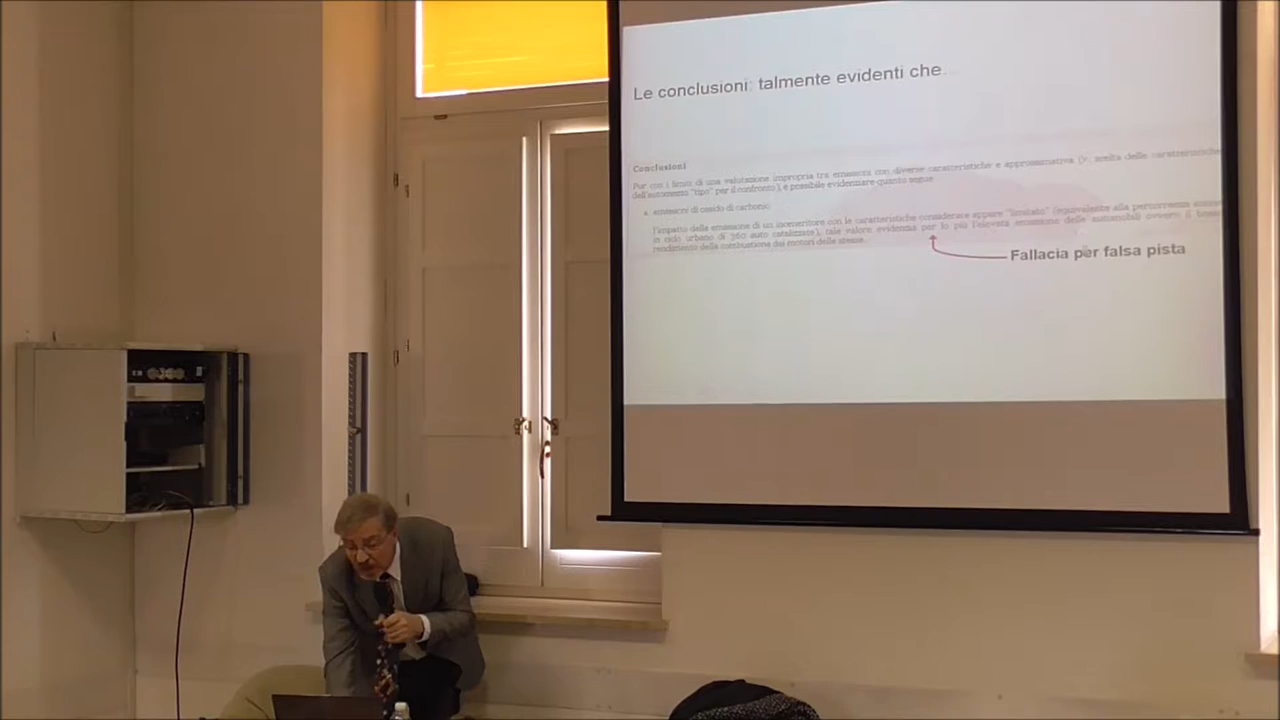 Le conclusioni: talmente evidenti che...
Conclusioni
Pur con i limiti di una valutazione impropria tra emissioni con diverse caratteristiche e approssimativa (v. scelta delle caratteristiche
dell'automezzo "tipo" per il confronto), è possibile evidenziare quanto segue
a. emissioni di ossido di carbonio:
l'impatto della emissione di un inceneritore con le caratteristiche considerate appare "limitato" (equivalente alla percorrenza
in ciclo urbano di 360 auto catalizzate), tale valore evidenzia per lo più l'elevata emissione delle automobili ovvero il basso
rendimento della combustione dei motori delle stesse.
Fallacia per falsa pista